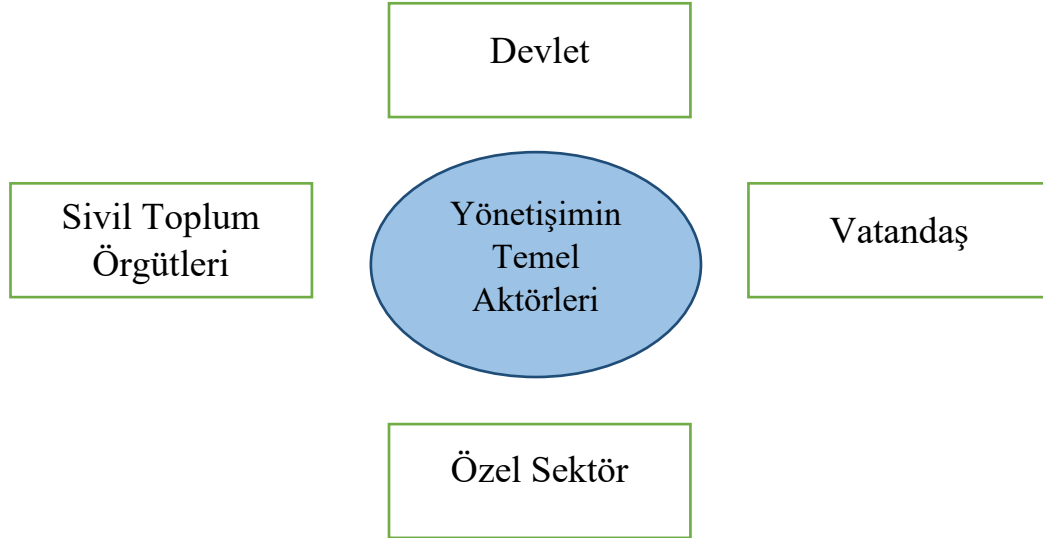 Devlet
Sivil Toplum
Örgütleri
Yönetişimin
Temel
Aktörleri
Vatandaş
Özel Sektör